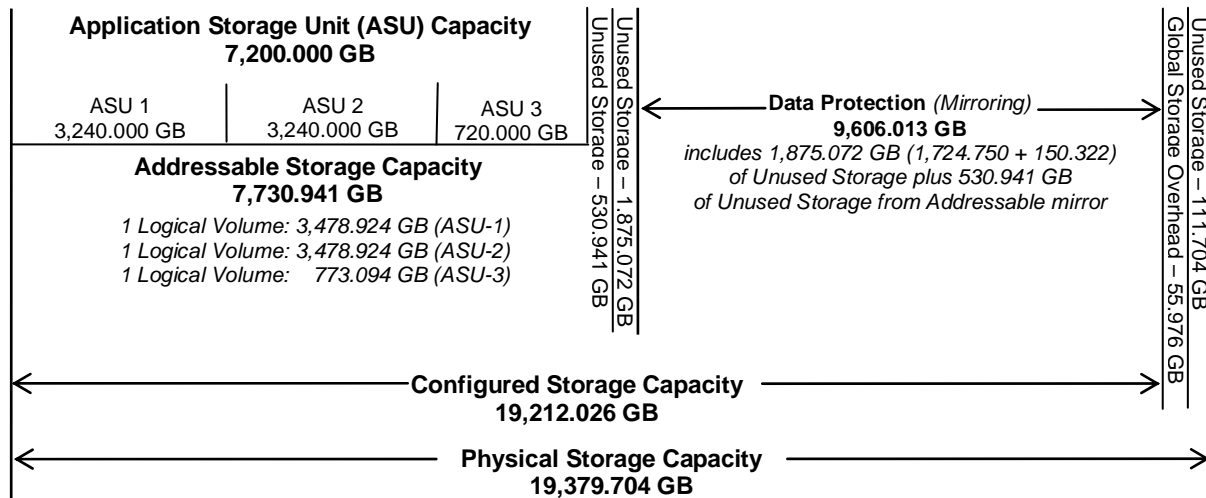 Application Storage Unit (ASU) Capacity
7,200.000 GB
ASU 1
3,240.000 GB
ASU 2
3,240.000 GB
ASU 3
720.000 GB
Addressable Storage Capacity
7,730.941 GB
1 Logical Volume: 3,478.924 GB (ASU-1)
1 Logical Volume: 3,478.924 GB (ASU-2)
1 Logical Volume: 773.094 GB (ASU-3)
Unused Storage – 530.941 GB
Unused Storage – 1.875.072 GB
Data Protection (Mirroring)
9,606.013 GB
includes 1,875.072 GB (1,724.750 + 150.322)
of Unused Storage plus 530.941 GB
of Unused Storage from Addressable mirror
Global Storage Overhead – 55.976 GB
Unused Storage – 111.704 GB
Configured Storage Capacity
19,212.026 GB
Physical Storage Capacity
19,379.704 GB